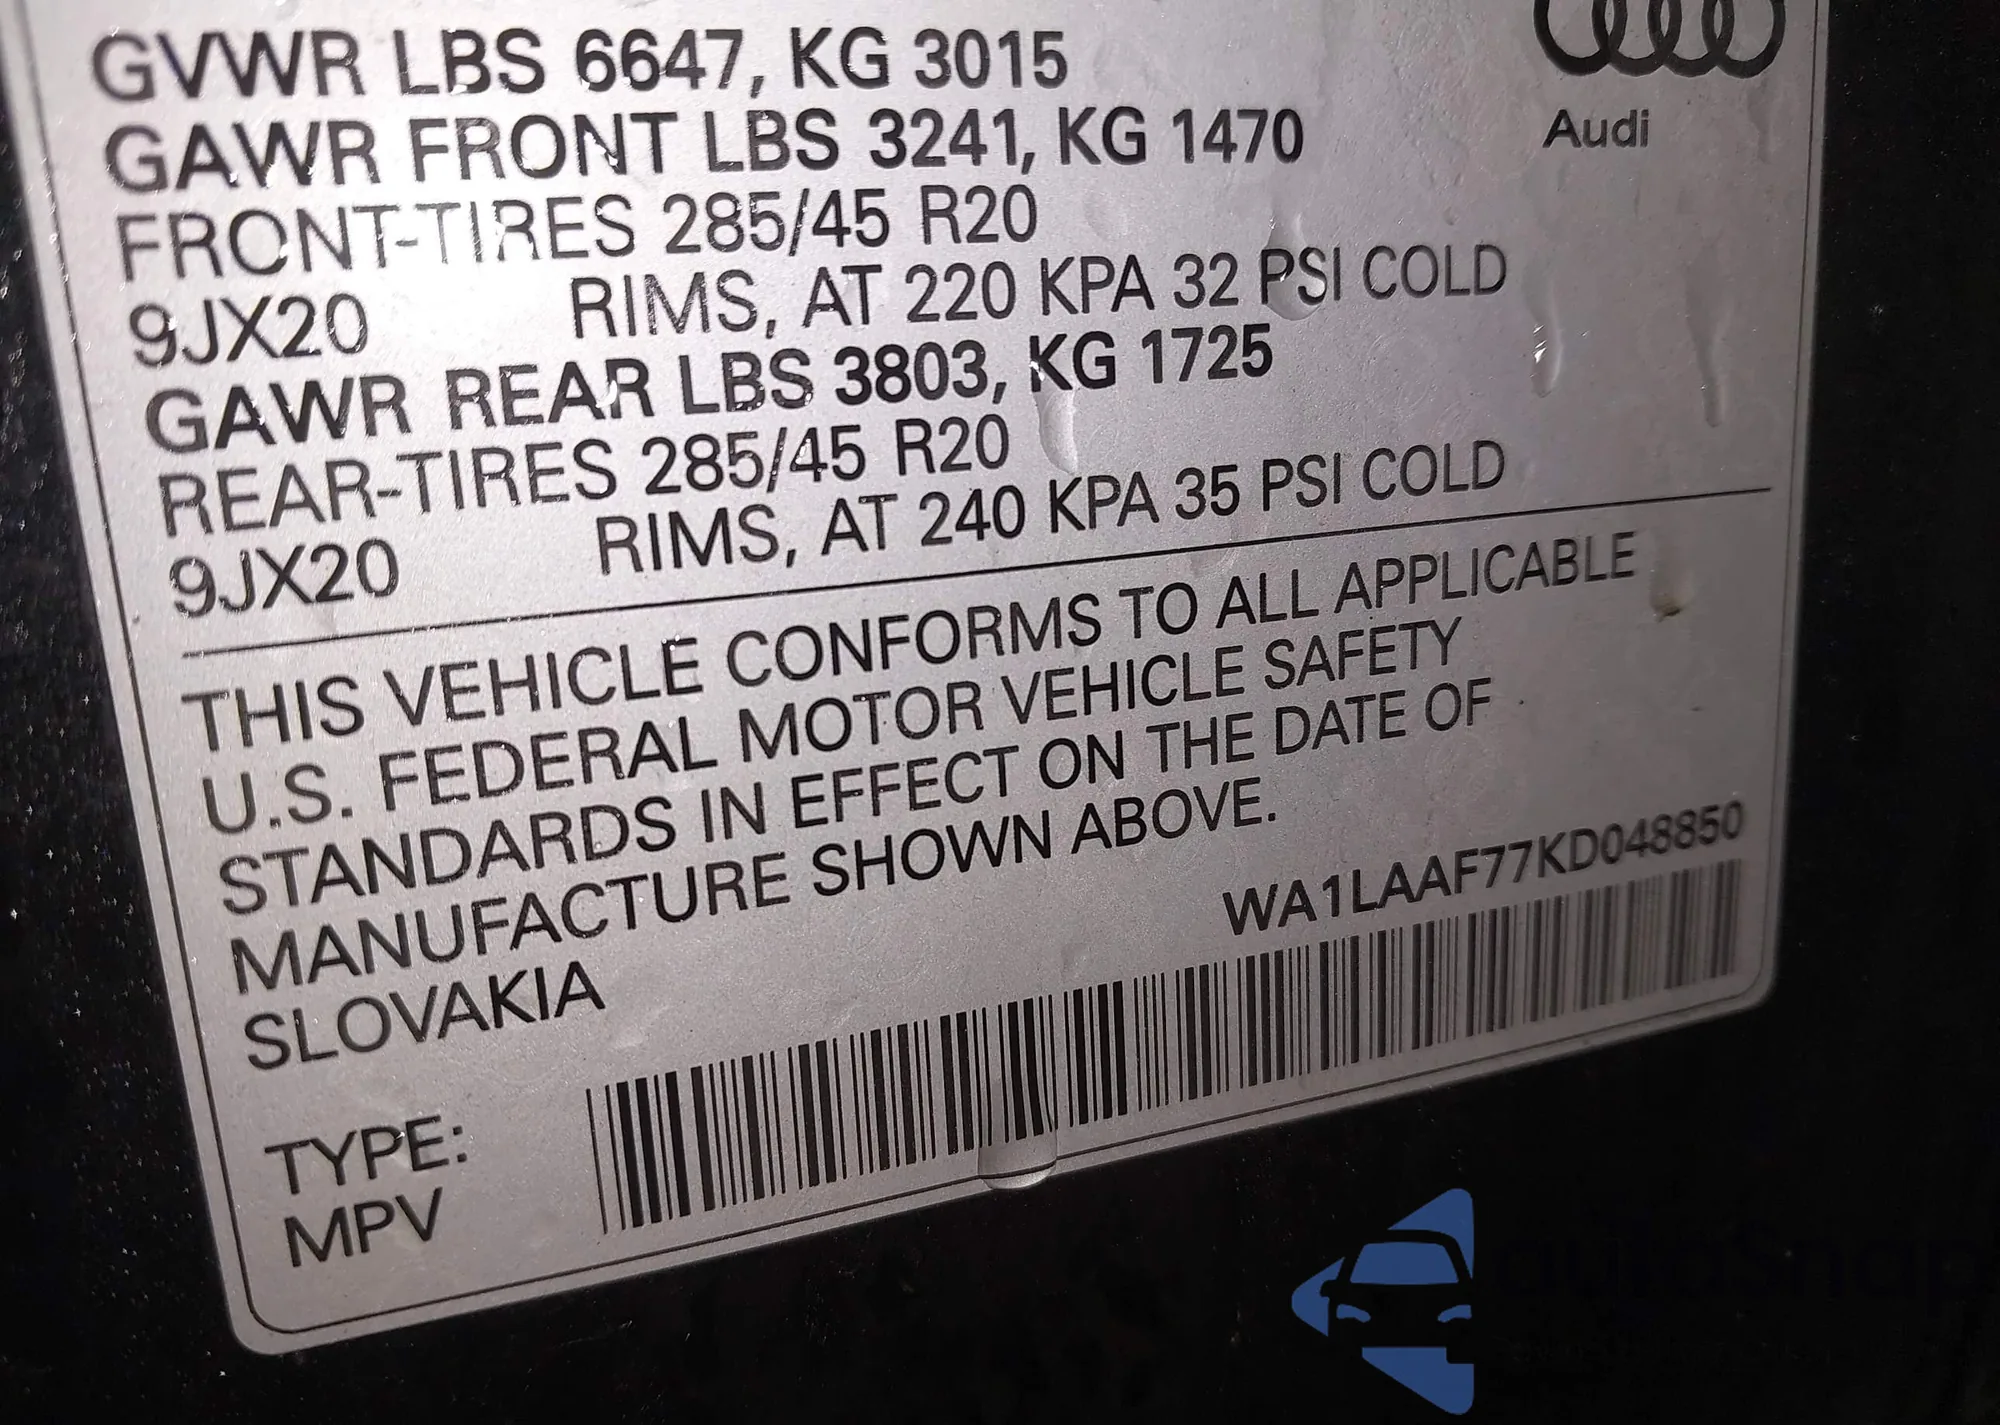 GVWR LBS 6647, KG 3015
GAWR FRONT LBS 3241, KG 1470
FRONT-TIRES 285/45 R20
9JX20 RIMS, AT 220 KPA 32 PSI COLD
GAWR REAR LBS 3803, KG 1725
REAR-TIRES 285/45 R20
9JX20 RIMS, AT 240 KPA 35 PSI COLD
Audi
THIS VEHICLE CONFORMS TO ALL APPLICABLE
U.S. FEDERAL MOTOR VEHICLE SAFETY
STANDARDS IN EFFECT ON THE DATE OF
MANUFACTURE SHOWN ABOVE.
SLOVAKIA
WA1LAAF77KD048850
TYPE:
MPV